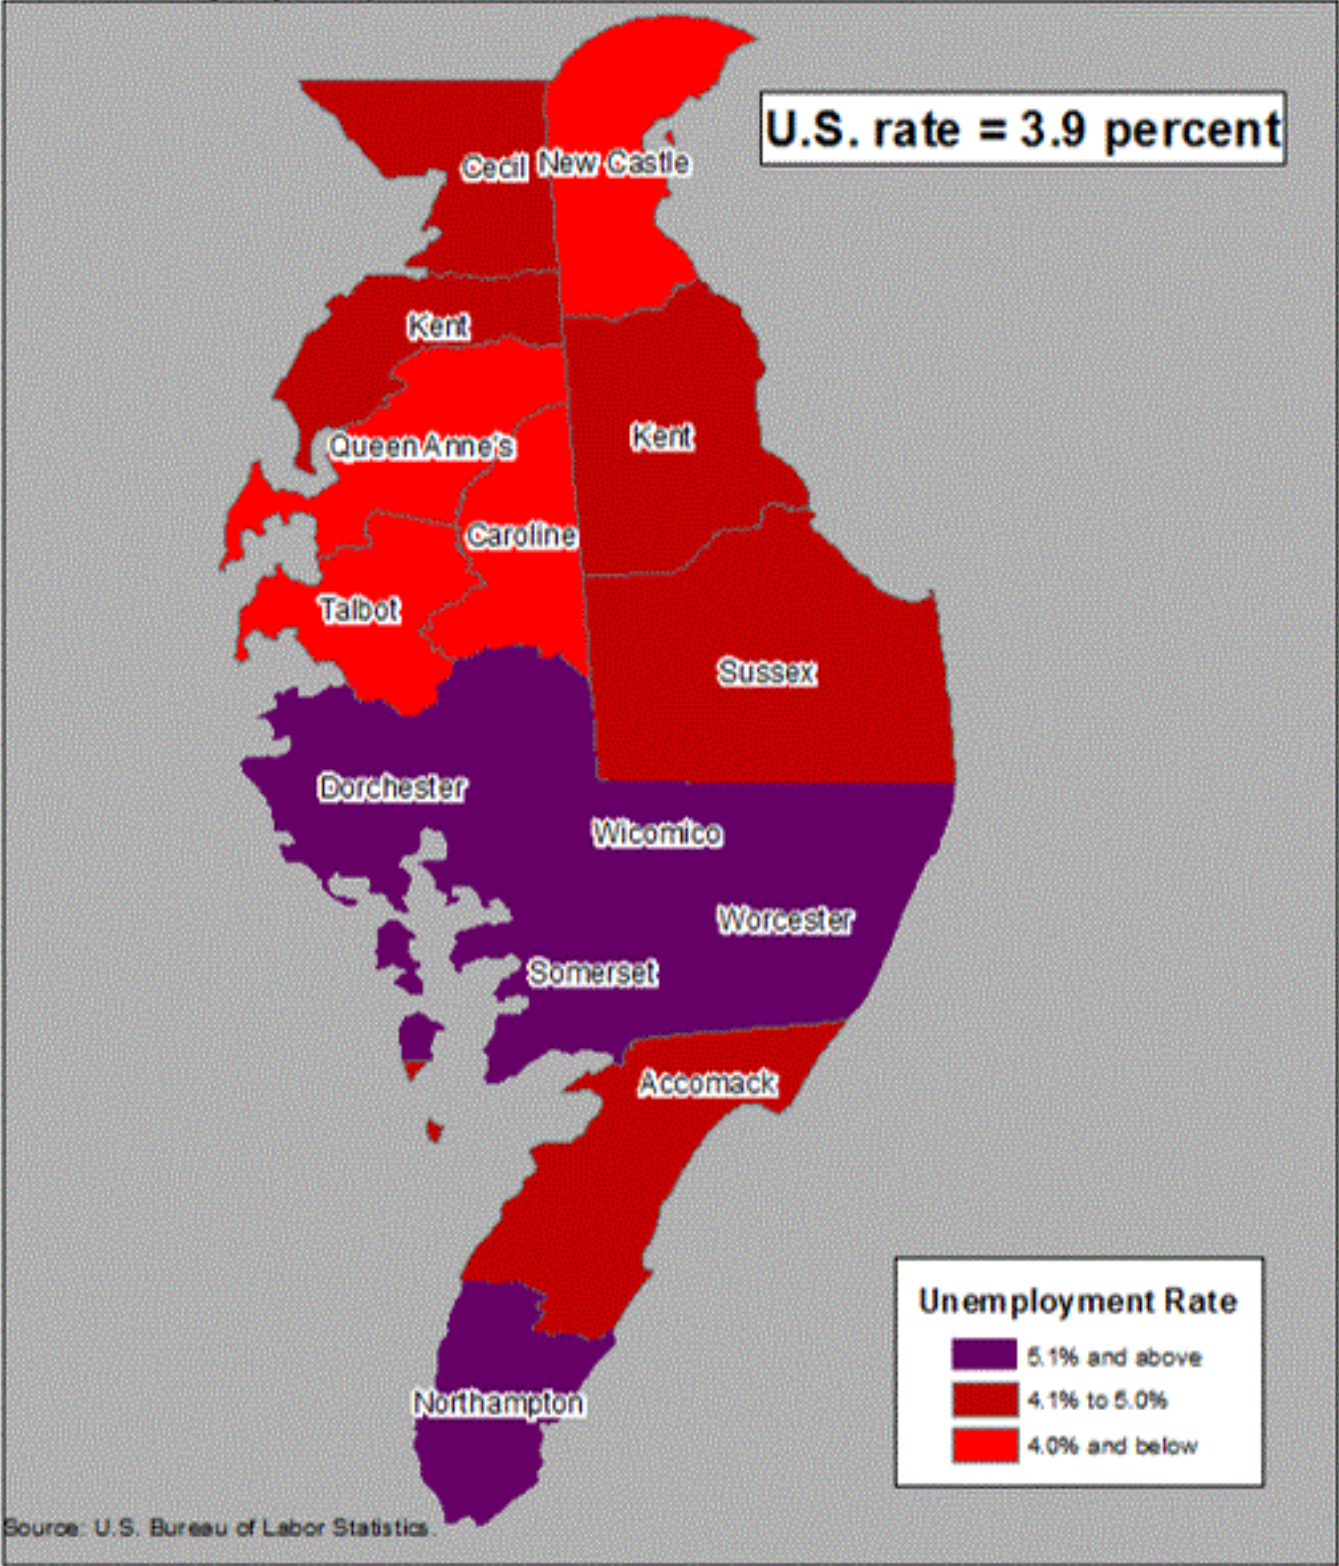 U.S. rate = 3.9 percent
Cecil
New Castle
Kent
Queen Anne's
Kent
Caroline
Talbot
Sussex
Dorchester
Wicomico
Worcester
Somerset
Accomack
Northampton
Unemployment Rate
5.1% and above
4.1% to 5.0%
4.0% and below
Source: U.S. Bureau of Labor Statistics.